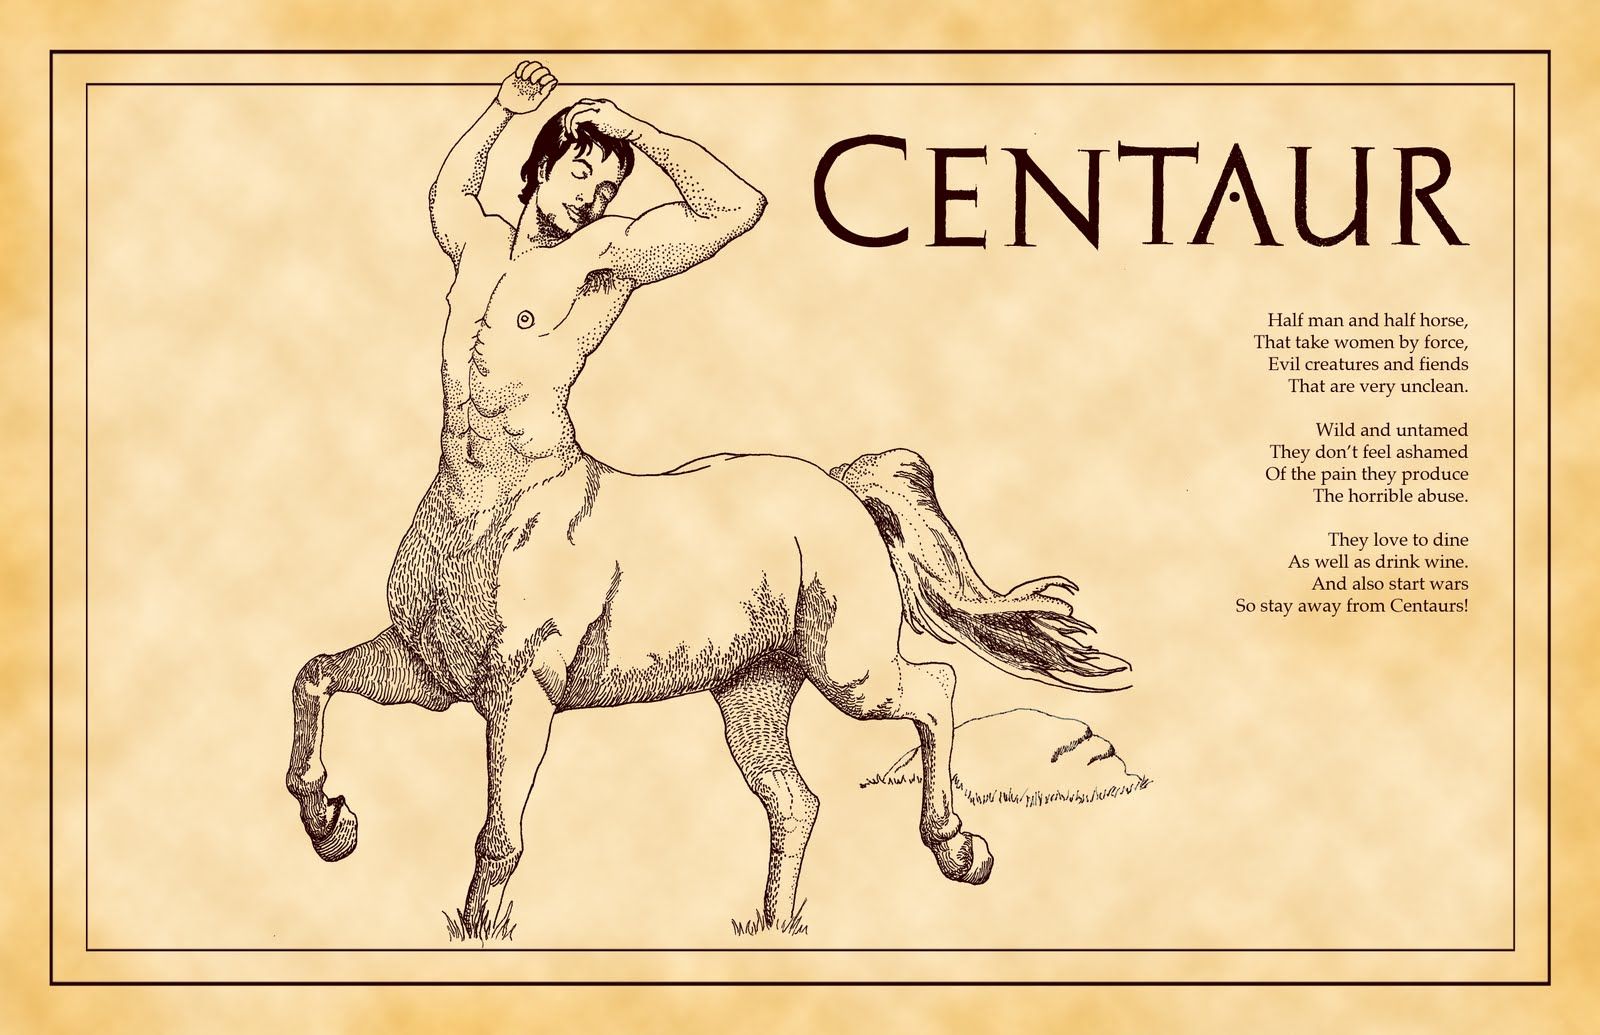 CENTAUR
Half man and half horse,
That take women by force,
Evil creatures and fiends
That are very unclean.
Wild and untamed
They don’t feel ashamed
Of the pain they produce
The horrible abuse.
They love to dine
As well as drink wine.
And also start wars
So stay away from Centaurs!